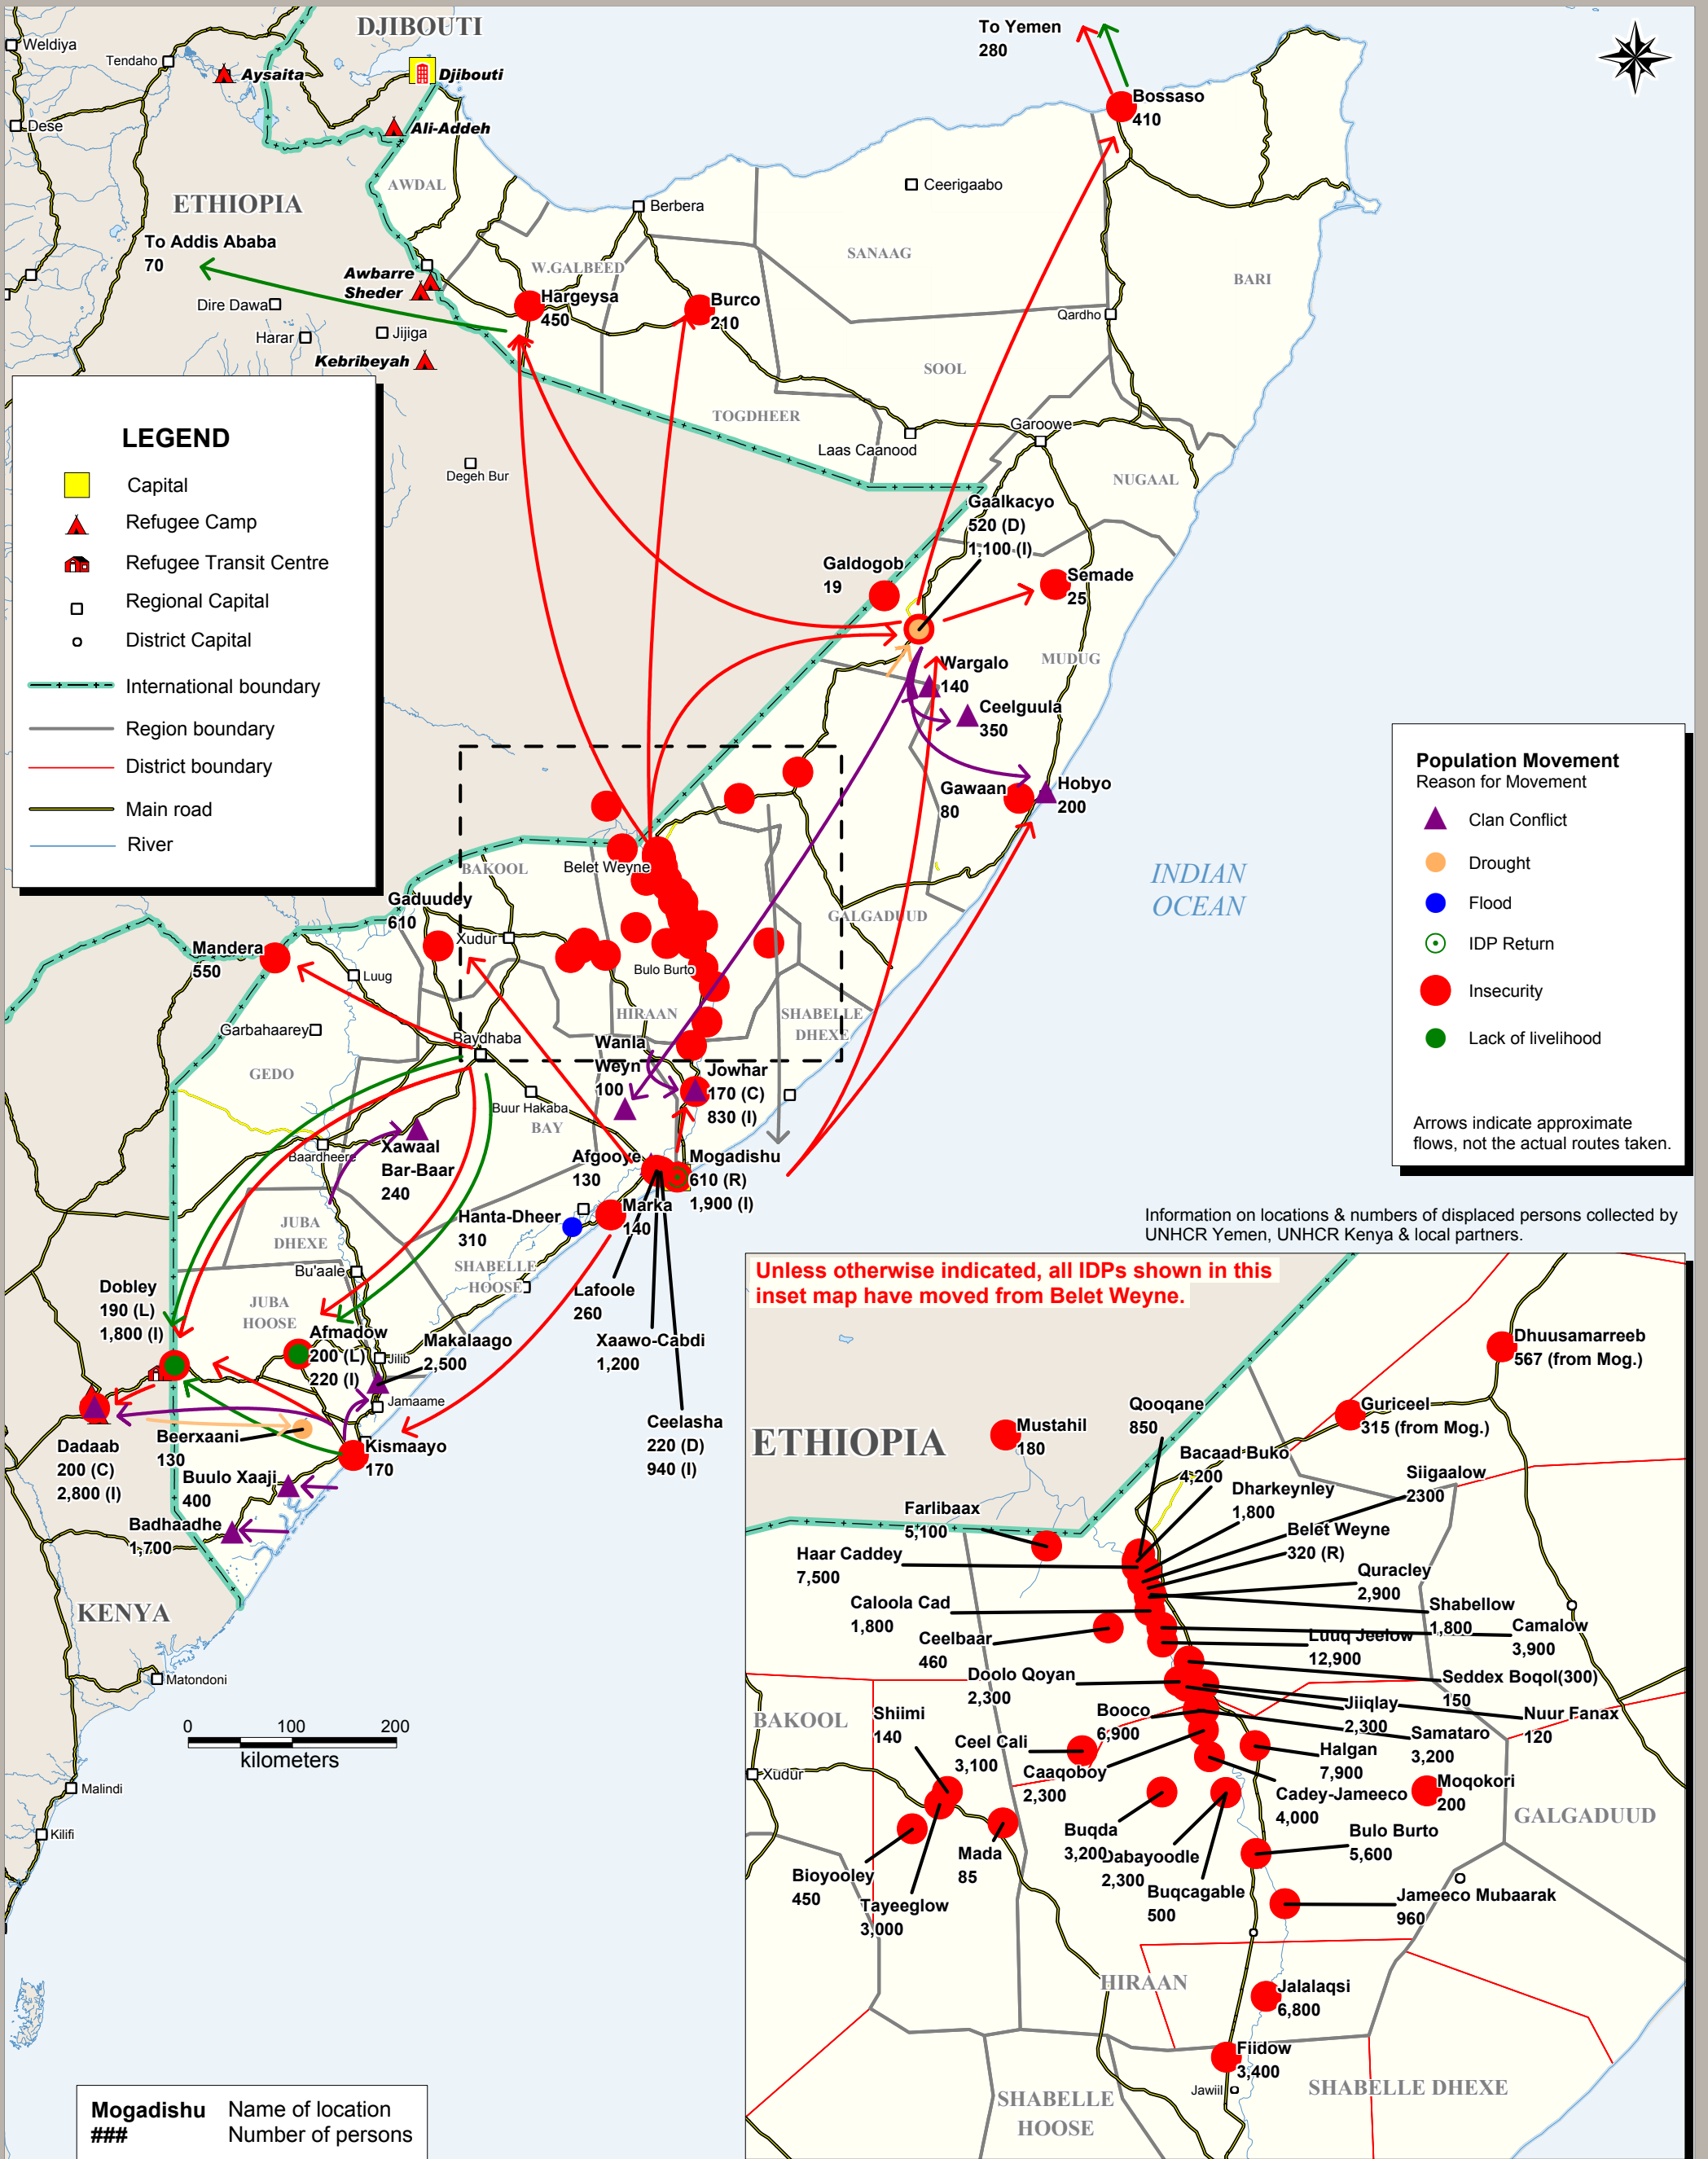 DJIBOUTI
To Yemen
280
Weldiya
Tendaho
Aysaita
Djibouti
Bossaso
410
Dese
Ali-Addeh
AWDAL
Ceerigaabo
ETHIOPIA
Berbera
To Addis Ababa
70
SANAAG
W.GALBEED
BARI
Awbarre
Sheder
Hargeysa
450
Burco
210
Dire Dawa
Qardho
Harar
Jijiga
Kebribeyah
SOOL
TOGDHEER
Garoowe
Laas Caanood
Degeh Bur
NUGAAL
LEGEND
Capital
Refugee Camp
Refugee Transit Centre
Regional Capital
District Capital
International boundary
Region boundary
District boundary
Main road
River
Gaalkacyo
520 (D)
1,100 (I)
Galdogob
19
Semade
25
Wargalo
140
MUDUG
Ceelguula
350
Gawaan
80
Hobyo
200
Population Movement
Reason for Movement
Clan Conflict
Drought
Flood
IDP Return
Insecurity
Lack of livelihood
Arrows indicate approximate
flows, not the actual routes taken.
INDIAN
OCEAN
Belet Weyne
BAKOOL
Gaduudey
610
GALGADUUD
Xudur
Mandera
550
Luug
Bulo Burto
HIRAAN
SHABELLE
DHEXE
Garbahaarey
Baydhaba
Wanla
Weyn
100
GEDO
Jowhar
170 (C)
830 (I)
Buur Hakaba
BAY
Baardheere
Xawaal
Bar-Baar
240
Afgooye
130
Mogadishu
610 (R)
1,900 (I)
Marka
140
Hanta-Dheer
310
JUBA
DHEXE
Bu'aale
SHABELLE
HOOSE
Lafoole
260
Dobley
190 (L)
1,800 (I)
JUBA
HOOSE
Afmadow
200 (L)
220 (I)
Makalaago
2,500
Xaawo-Cabdi
1,200
Jilib
Jamaame
Ceelasha
220 (D)
940 (I)
Dadaab
200 (C)
2,800 (I)
Beerxaani
130
Kismaayo
170
Buulo Xaaji
400
Badhaadhe
1,700
KENYA
Matondoni
0 100 200
kilometers
Malindi
Kilifi
Mogadishu Name of location
### Number of persons
Information on locations & numbers of displaced persons collected by
UNHCR Yemen, UNHCR Kenya & local partners.
Unless otherwise indicated, all IDPs shown in this
inset map have moved from Belet Weyne.
Dhuusamarreeb
567 (from Mog.)
Guriceel
315 (from Mog.)
Qooqane
850
Mustahil
180
ETHIOPIA
Bacaad-Buko
4,200
Siigaalow
2300
Dharkeynley
1,800
Farlibaax
5,100
Belet Weyne
320 (R)
Haar Caddey
7,500
Quracley
2,900
Caloola Cad
1,800
Shabellow
1,800
Camalow
3,900
Ceelbaar
460
Luuq Jeelow
12,900
Doolo Qoyan
2,300
Seddex Boqol(300)
150
Jiiqlay
2,300
Nuur Fanax
120
BAKOOL
Shiimi
140
Booco
6,900
Samataro
3,200
Ceel Cali
3,100
Halgan
7,900
Caaqoboy
2,300
Xudur
Moqokori
200
Cadey-Jameeco
4,000
GALGADUUD
Buqda
3,200
Dabayoodle
2,300
Bulo Burto
5,600
Mada
85
Bioyooley
450
Buqcagable
500
Jameeco Mubaarak
960
Tayeeglow
3,000
HIRAAN
Jalalaqsi
6,800
Fiidow
3,400
Jawiil
SHABELLE DHEXE
SHABELLE
HOOSE